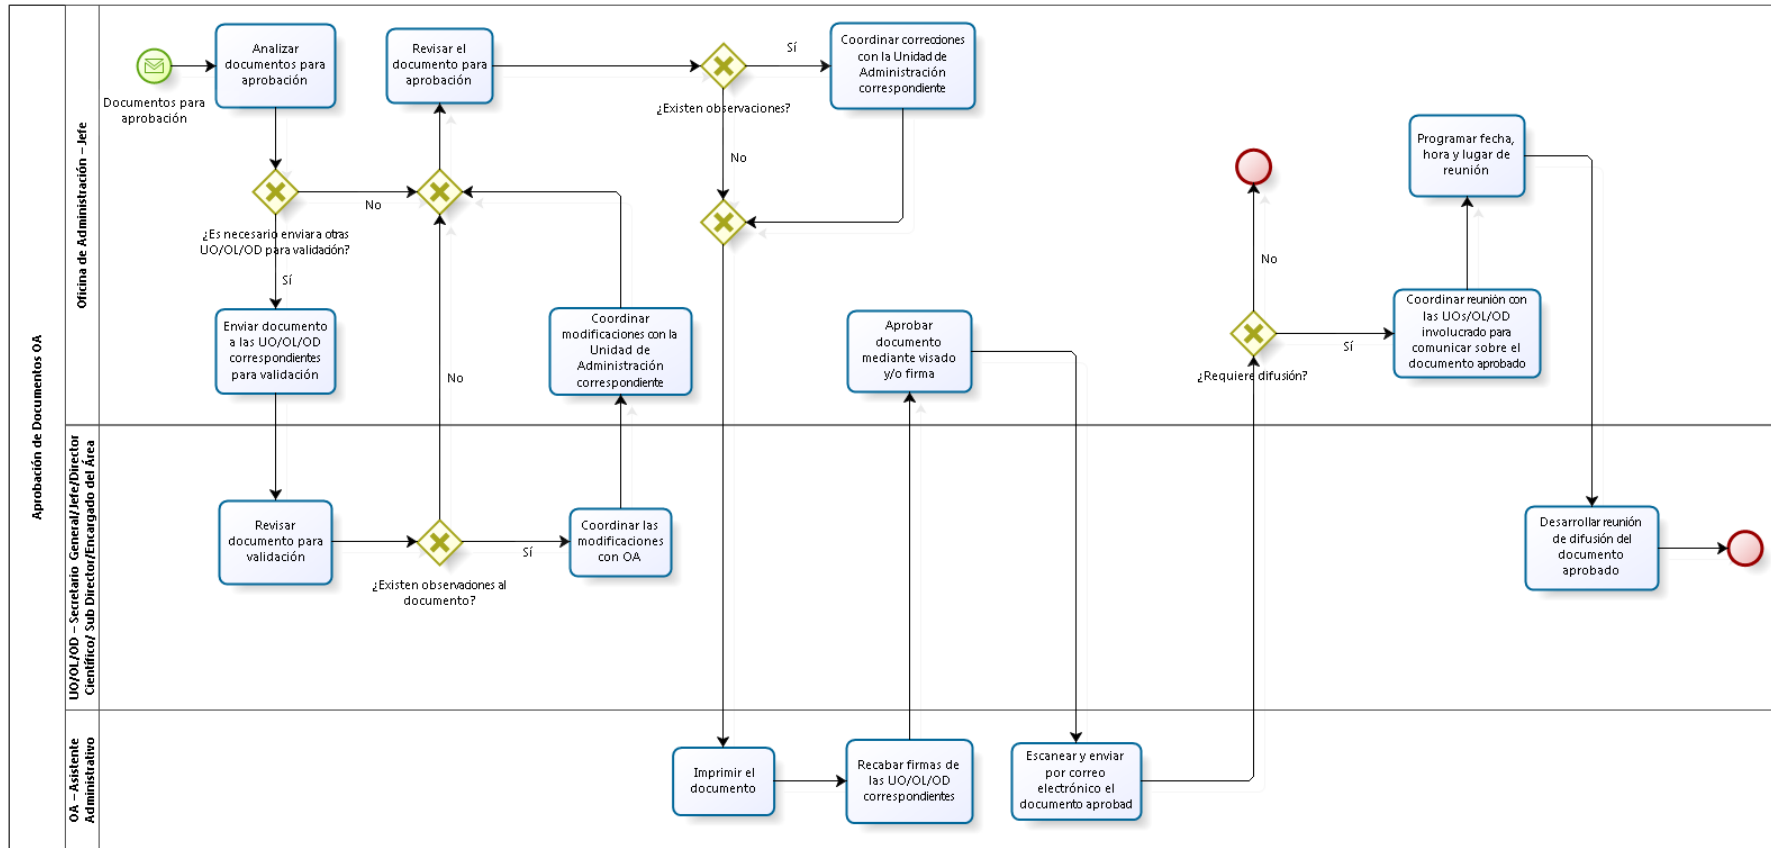 Aprobación de Documentos OA
Oficina de Administración – Jefe
Documentos para
aprobación
Analizar
documentos para
aprobación
¿Es necesario enviar a otras
UO/OL/OD para validación?
No
Sí
Enviar documento
a las UO/OL/OD
correspondientes
para validación
Revisar el
documento para
aprobación
No
Coordinar
modificaciones con la
Unidad de
Administración
correspondiente
¿Existen observaciones?
Sí
No
Coordinar correcciones
con la Unidad de
Administración
correspondiente
Aprobar
documento
mediante visado
y/o firma
No
¿Requiere difusión?
Sí
Coordinar reunión con
las UOs/OL/OD
involucrado para
comunicar sobre el
documento aprobado
Programar fecha,
hora y lugar de
reunión
UO/OL/OD – Secretario General/Jefe/Director
Científico/ Sub Director/Encargado del Área
Revisar
documento para
validación
¿Existen observaciones al
documento?
Sí
Coordinar las
modificaciones
con OA
Desarrollar reunión
de difusión del
documento
aprobado
OA – Asistente
Administrativo
Imprimir el
documento
Recabar firmas de
las UO/OL/OD
correspondientes
Escanear y enviar
por correo
electrónico el
documento aprobad